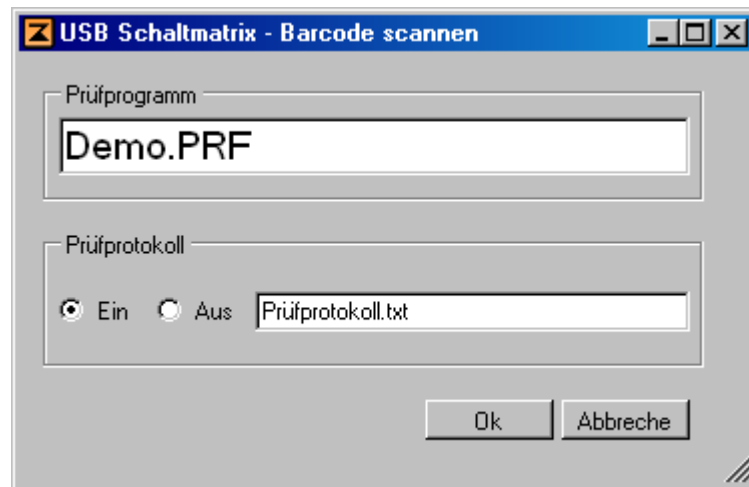 USB Schaltmatrix - Barcode scannen
Prüfprogramm
Demo.PRF
Prüfprotokoll
Ein Aus Prüfprotokoll.txt
Ok Abbreche